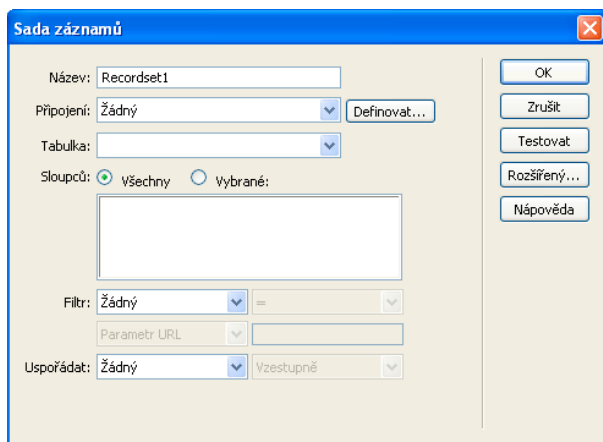 Sada záznamů
Název: Recordset1
Připojení: Žádný Definovat...
Tabulka:
Sloupců: Všechny Vybrané:
Filtr: Žádný =
Parametr URL
Uspořádat: Žádný Vzestupně
OK
Zrušit
Testovat
Rozšířený...
Nápověda